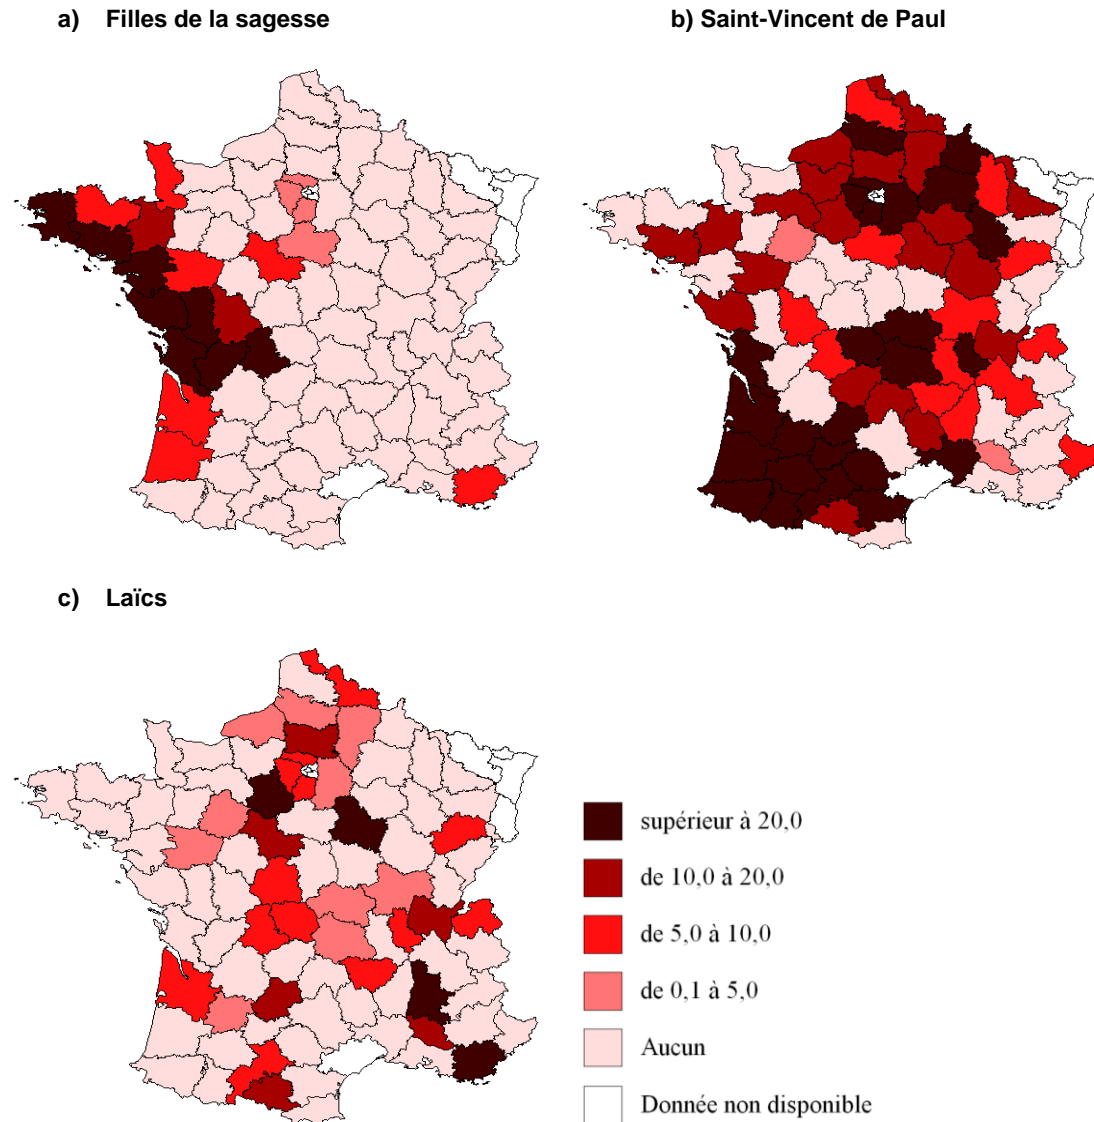 a) Filles de la sagesse
b) Saint-Vincent de Paul
c) Laïcs
supérieur à 20,0
de 10,0 à 20,0
de 5,0 à 10,0
de 0,1 à 5,0
Aucun
Donnée non disponible